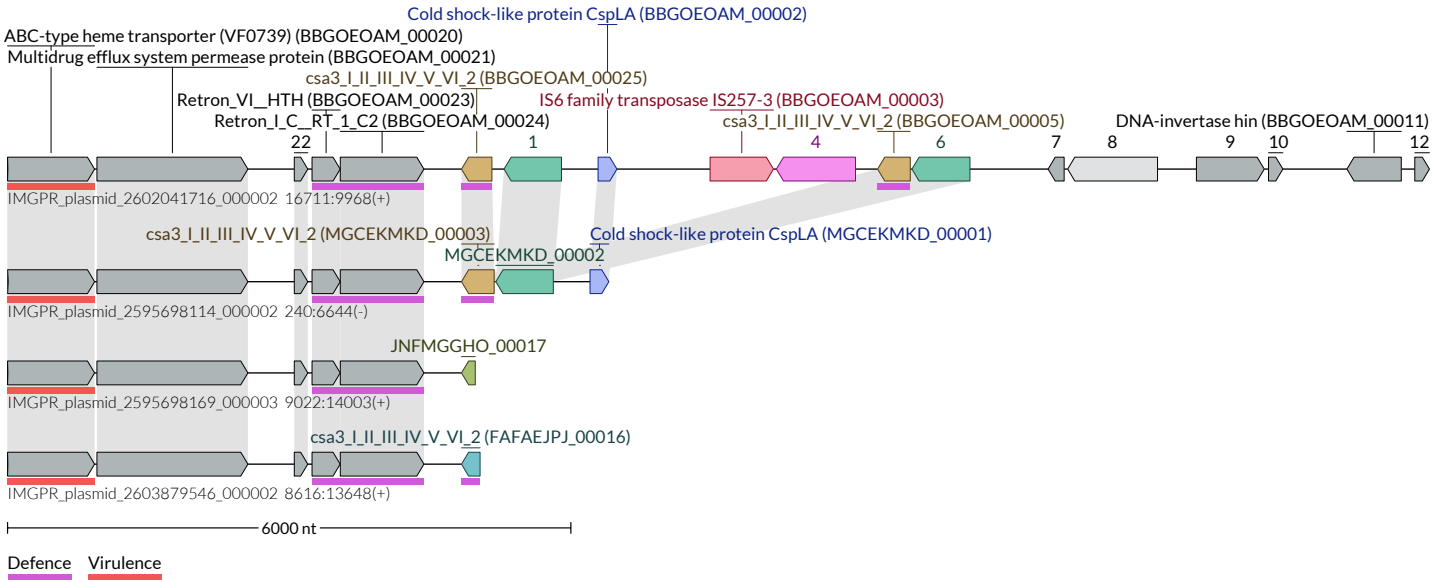 Cold shock-like protein CspLA (BBGOEOAM_00002)
ABC-type heme transporter (VF0739) (BBGOEOAM_00020)
Multidrug efflux system permease protein (BBGOEOAM_00021)
csa3_I_II_III_IV_V_VI_2 (BBGOEOAM_00025)
Retron_VI__HTH (BBGOEOAM_00023)
IS6 family transposase IS257-3 (BBGOEOAM_00003)
Retron_I_C__RT_1_C2 (BBGOEOAM_00024)
csa3_I_II_III_IV_V_VI_2 (BBGOEOAM_00005)
DNA-invertase hin (BBGOEOAM_00011)
22 1 4 6 7 8 9 10 12
IMGPR_plasmid_2602041716_000002 16711:9968(+)
csa3_I_II_III_IV_V_VI_2 (MGCEKMKD_00003)
Cold shock-like protein CspLA (MGCEKMKD_00001)
MGCEKMKD_00002
IMGPR_plasmid_2595698114_000002 240:6644(-)
JNFMGGHO_00017
IMGPR_plasmid_2595698169_000003 9022:14003(+)
csa3_I_II_III_IV_V_VI_2 (FAFAEJPJ_00016)
IMGPR_plasmid_2603879546_000002 8616:13648(+)
6000 nt
Defence Virulence